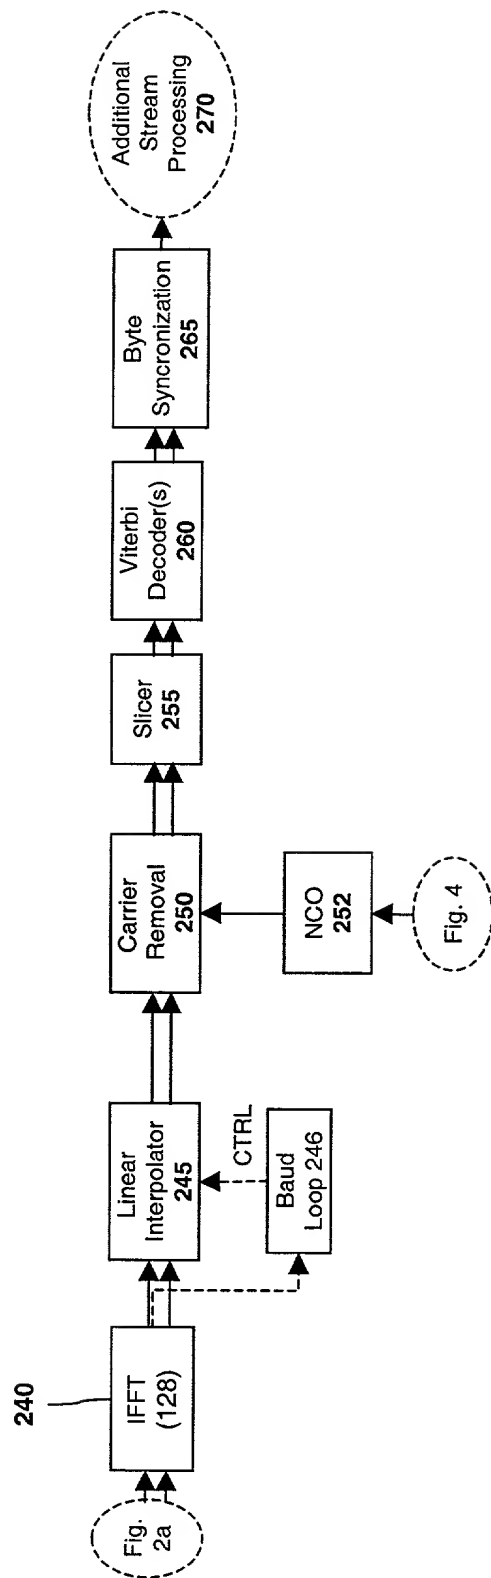 Fig.
2a
240
IFFT
(128)
Linear
Interpolator
245
CTRL
Baud
Loop 246
Carrier
Removal
250
NCO
252
Fig. 4
Slicer
255
Viterbi
Decoder(s)
260
Byte
Syncronization
265
Additional
Stream
Processing
270